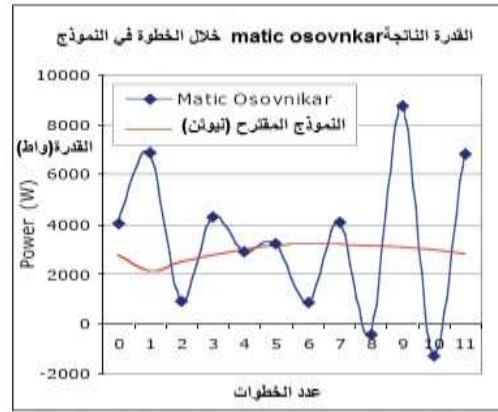 القدرة الناتجة matic osovnkar خلال الخطوة في النموذج
10000
8000
6000
4000
2000
0
-2000
القدرة(واط)
Power (W)
Matic Osovnikar
النموذج المقترح (نيوتن)
0 1 2 3 4 5 6 7 8 9 10 11
عدد الخطوات